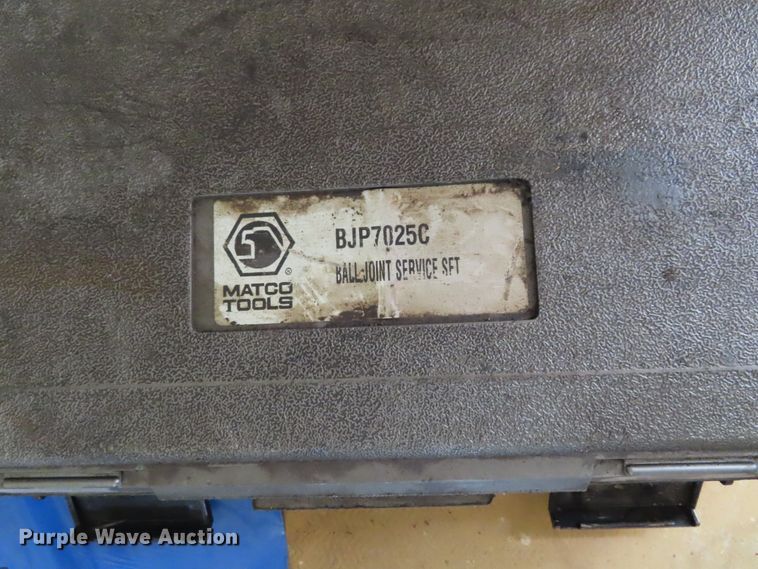 BJP7025C
BALL-JOINT SERVICE SET
MATCO
TOOLS
®
Purple Wave Auction